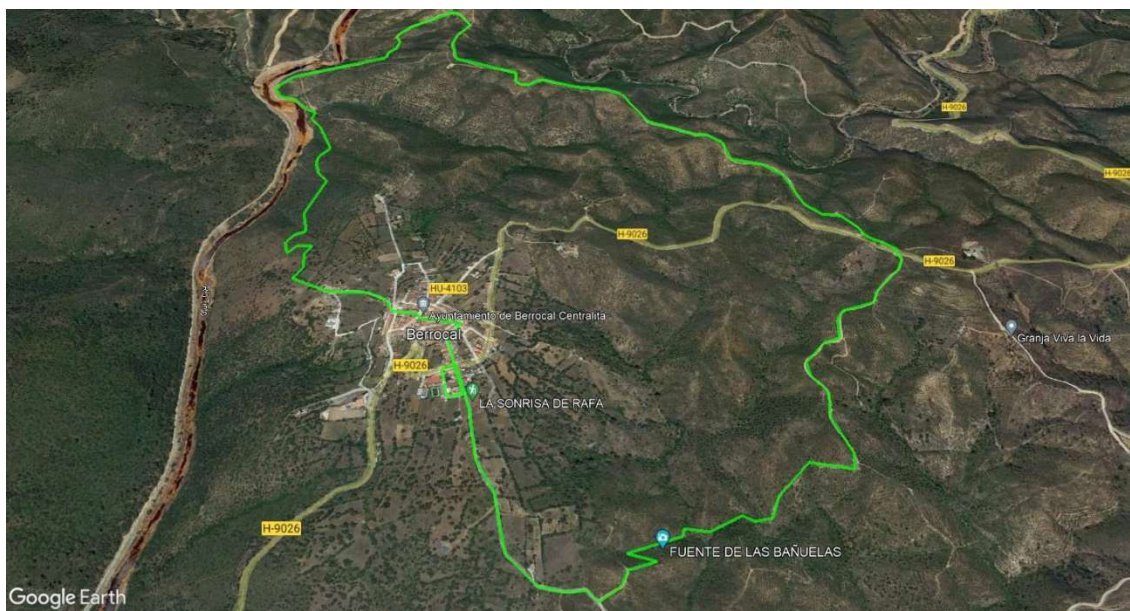 H-9026
H-9026
H-9026
H-9026
HU-4103
Ayuntamiento de Berrocal Centralita
Berrocal
Granja Viva la Vida
H-9026
LA SONRISA DE RAFA
H-9026
FUENTE DE LAS BAÑUELAS
Google Earth